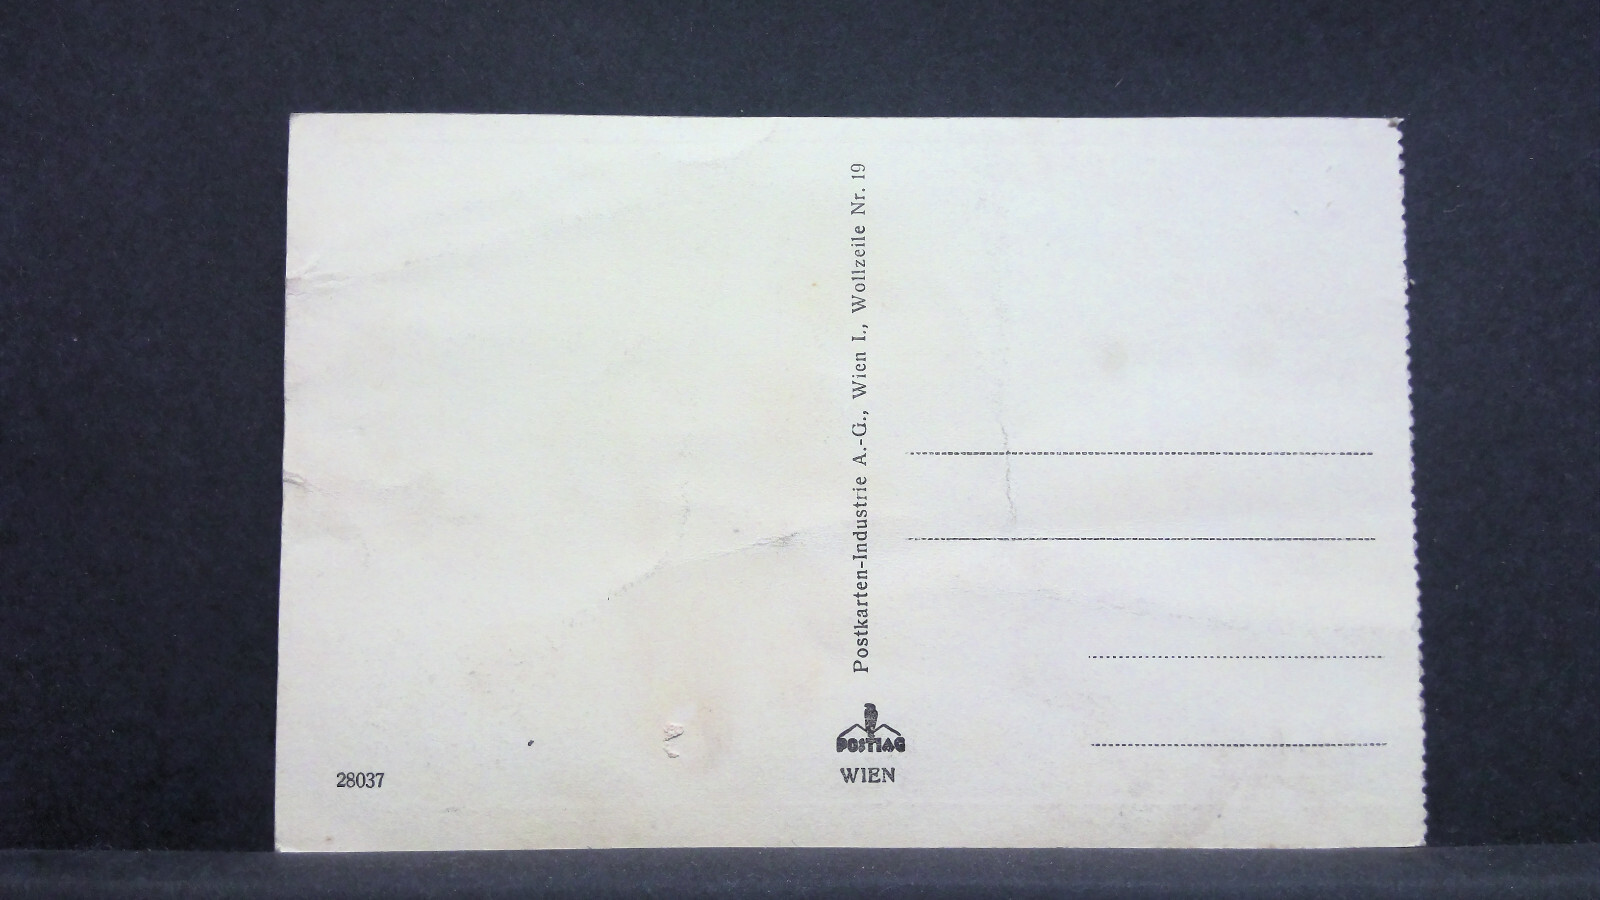 Postkarten-Industrie A.-G., Wien I., Wollzeile Nr. 19
POSTIAG
WIEN
28037